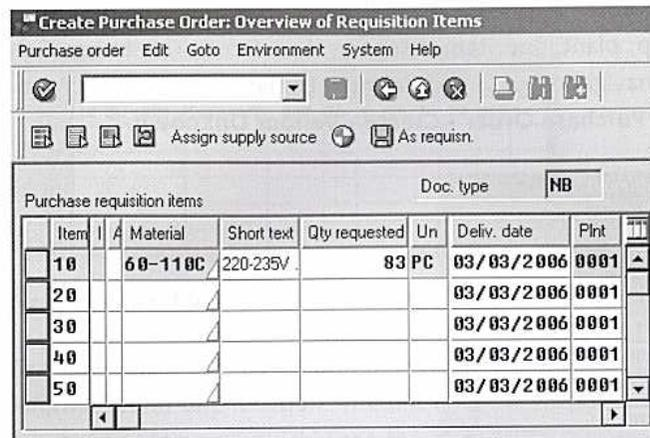 Create Purchase Order: Overview of Requisition Items
Purchase order Edit Goto Environment System Help
Assign supply source As requisn.
Doc. type NB
Purchase requisition items
Item I A Material Short text Qty requested Un Deliv. date Plnt
10 60-110C 220-235V . 83 PC 03/03/2006 0001
20 03/03/2006 0001
30 03/03/2006 0001
40 03/03/2006 0001
50 03/03/2006 0001